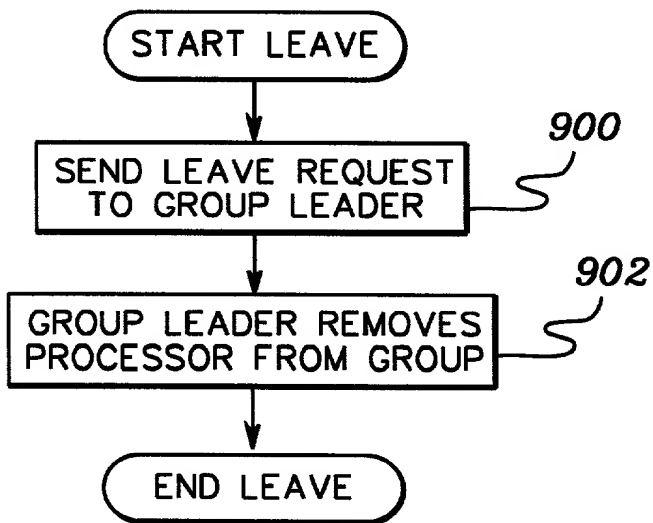 START LEAVE
900
SEND LEAVE REQUEST
TO GROUP LEADER
902
GROUP LEADER REMOVES
PROCESSOR FROM GROUP
END LEAVE